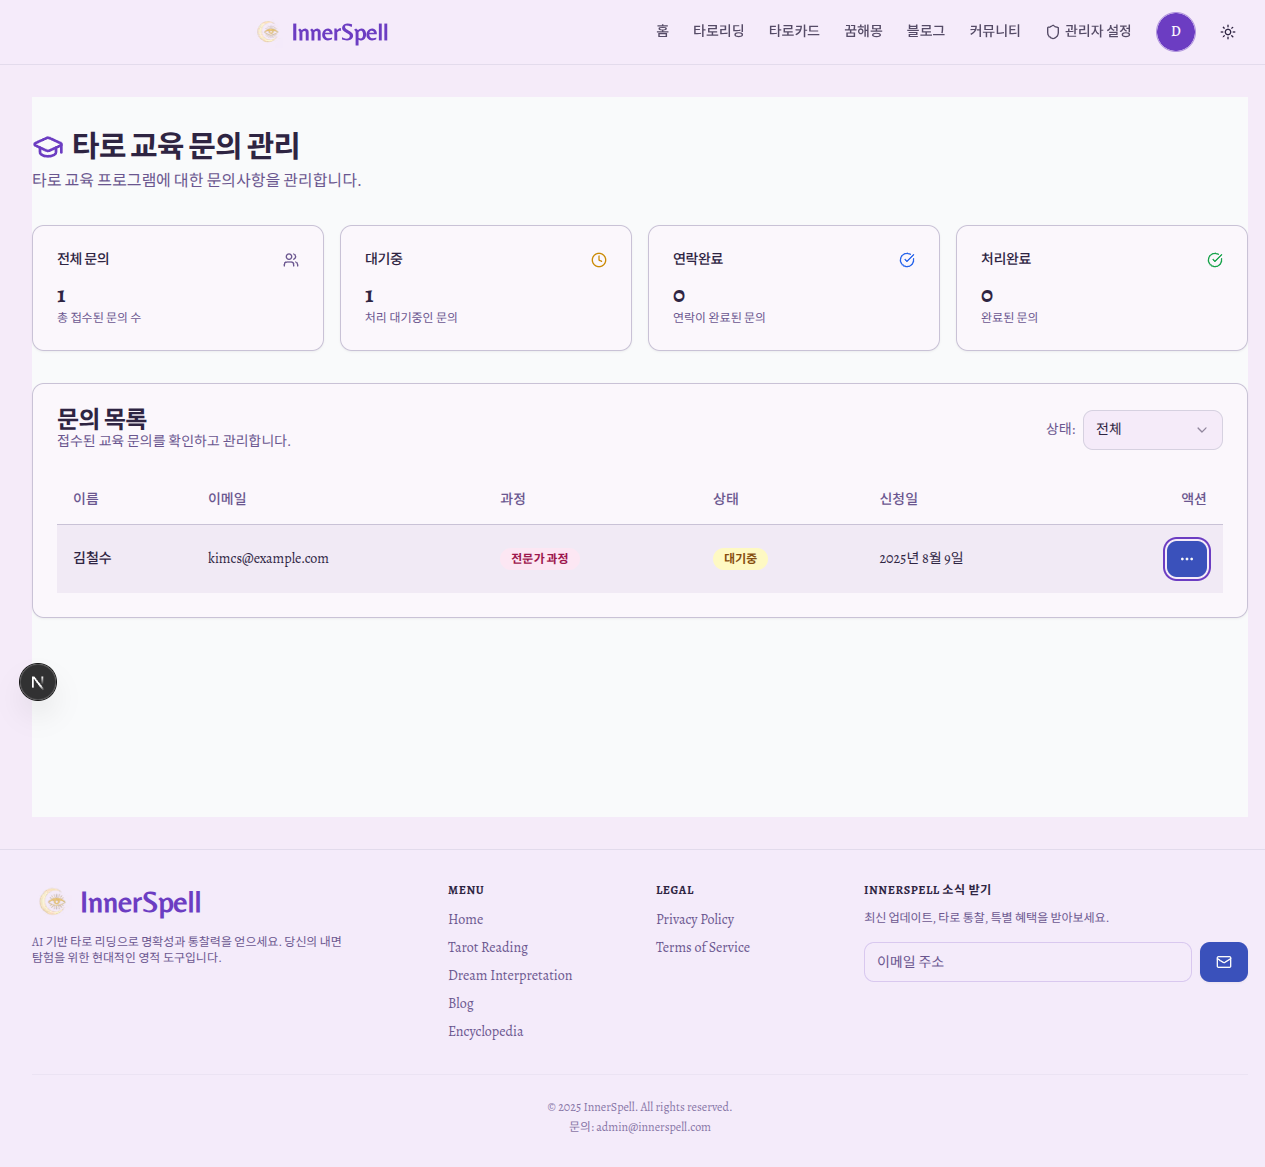 InnerSpell
홈 타로리딩 타로카드 꿈해몽 블로그 커뮤니티 관리자 설정 D
타로 교육 문의 관리
타로 교육 프로그램에 대한 문의사항을 관리합니다.
전체 문의
1
총 접수된 문의 수
대기중
1
처리 대기중인 문의
연락완료
0
연락이 완료된 문의
처리완료
0
완료된 문의
문의 목록
접수된 교육 문의를 확인하고 관리합니다.
상태: 전체
이름 이메일 과정 상태 신청일 액션
김철수 kimcs@example.com 전문가 과정 대기중 2025년 8월 9일
N
InnerSpell
AI 기반 타로 리딩으로 명확성과 통찰력을 얻으세요. 당신의 내면
탐험을 위한 현대적인 영적 도구입니다.
MENU
Home
Tarot Reading
Dream Interpretation
Blog
Encyclopedia
LEGAL
Privacy Policy
Terms of Service
INNERSPELL 소식 받기
최신 업데이트, 타로 통찰, 특별 혜택을 받아보세요.
이메일 주소
© 2025 InnerSpell. All rights reserved.
문의: admin@innerspell.com